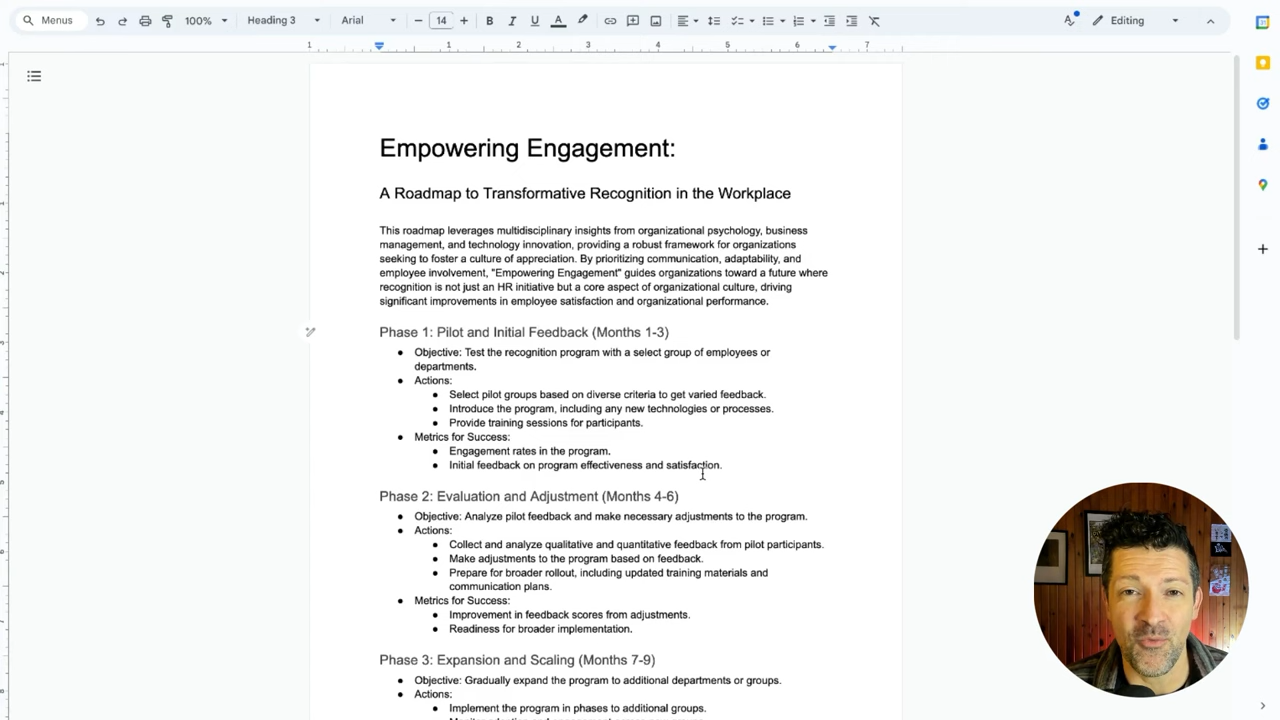 Menus 100% Heading 3 Arial 14 B I U A Editing
1 1 2 3 4 5 6 7
Empowering Engagement:
A Roadmap to Transformative Recognition in the Workplace
This roadmap leverages multidisciplinary insights from organizational psychology, business
management, and technology innovation, providing a robust framework for organizations
seeking to foster a culture of appreciation. By prioritizing communication, adaptability, and
employee involvement, "Empowering Engagement" guides organizations toward a future where
recognition is not just an HR initiative but a core aspect of organizational culture, driving
significant improvements in employee satisfaction and organizational performance.
Phase 1: Pilot and Initial Feedback (Months 1-3)
● Objective: Test the recognition program with a select group of employees or
departments.
● Actions:
● Select pilot groups based on diverse criteria to get varied feedback.
● Introduce the program, including any new technologies or processes.
● Provide training sessions for participants.
● Metrics for Success:
● Engagement rates in the program.
● Initial feedback on program effectiveness and satisfaction.
Phase 2: Evaluation and Adjustment (Months 4-6)
● Objective: Analyze pilot feedback and make necessary adjustments to the program.
● Actions:
● Collect and analyze qualitative and quantitative feedback from pilot participants.
● Make adjustments to the program based on feedback.
● Prepare for broader rollout, including updated training materials and
communication plans.
● Metrics for Success:
● Improvement in feedback scores from adjustments.
● Readiness for broader implementation.
Phase 3: Expansion and Scaling (Months 7-9)
● Objective: Gradually expand the program to additional departments or groups.
● Actions:
● Implement the program in phases to additional groups.